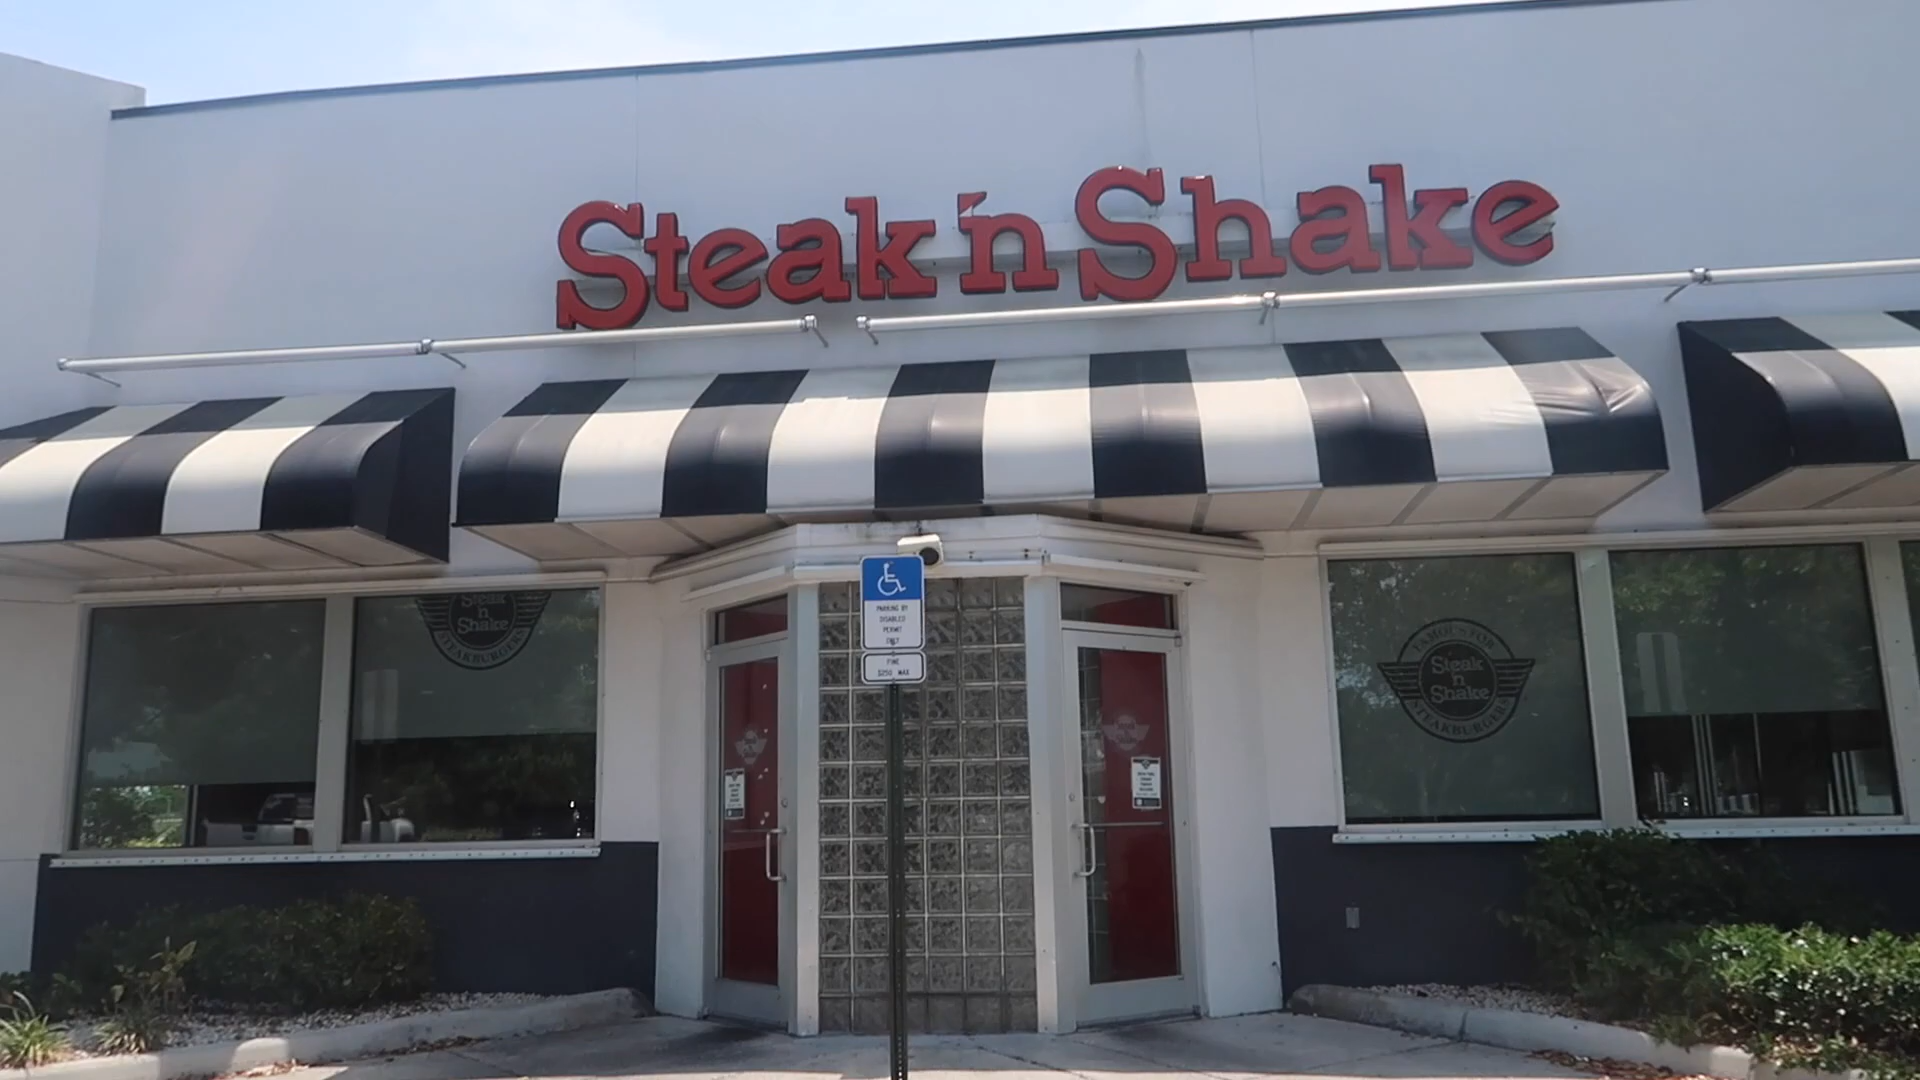 Steak 'n Shake
Steak
'n
Shake
STEAKBURGERS
PARKING BY
DISABLED
PERMIT
ONLY
FINE
$250 MAX
FAMOUS FOR
Steak
'n
Shake
STEAKBURGERS